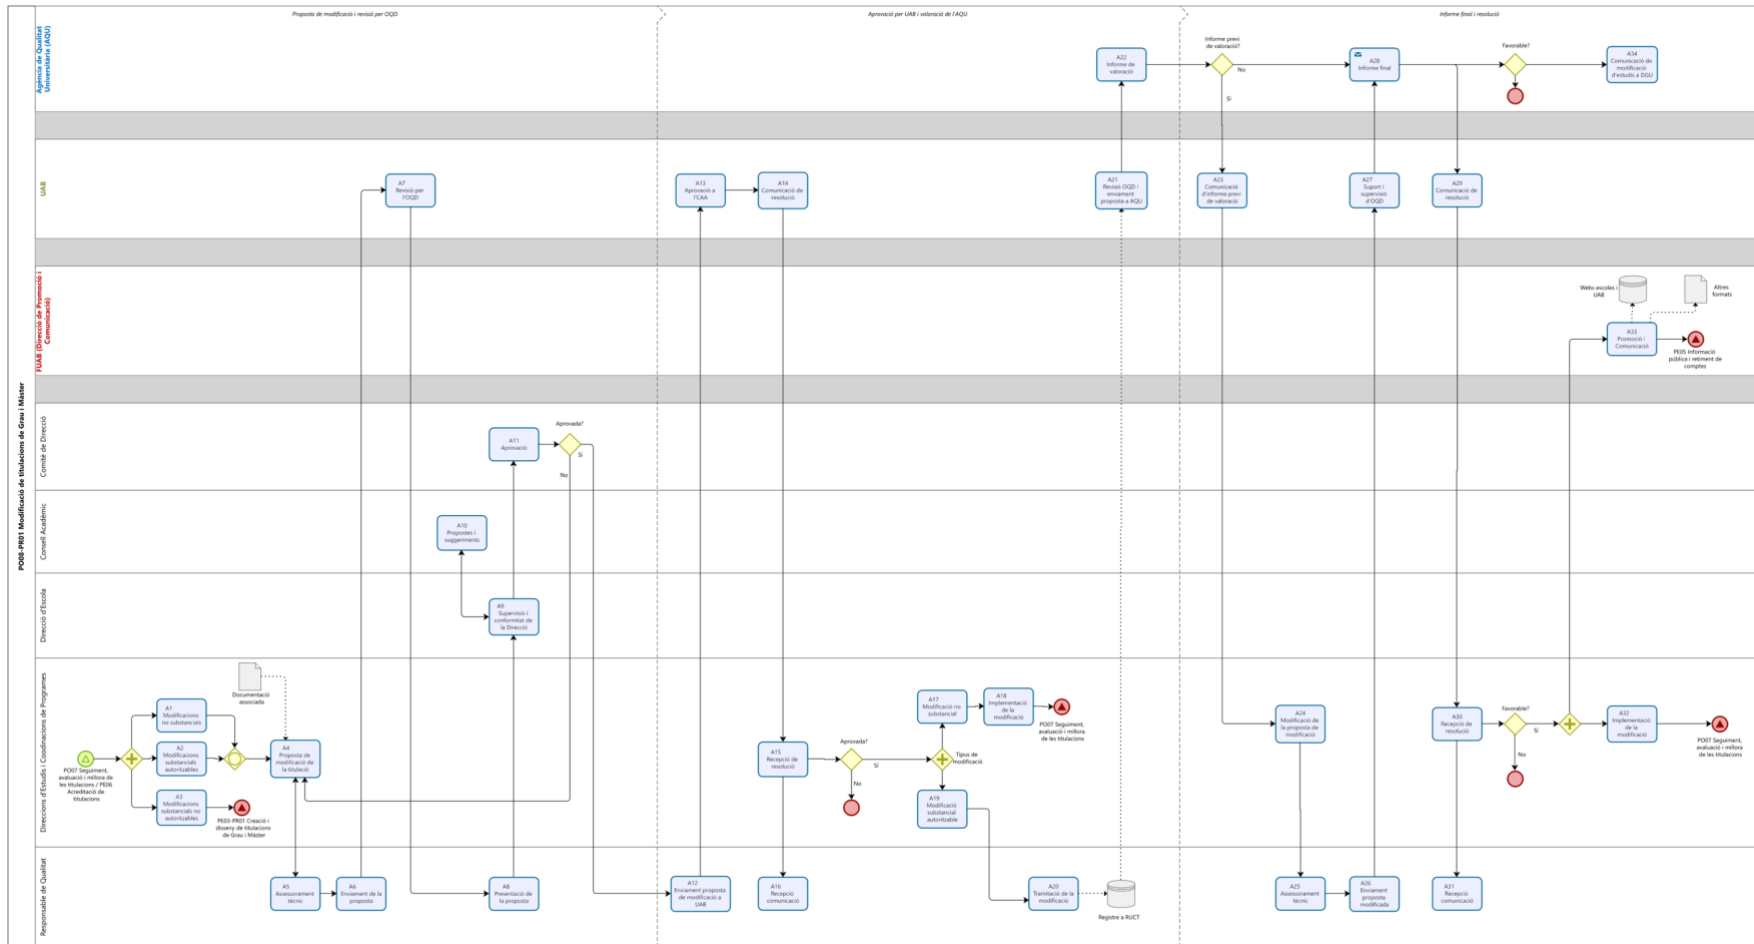 Proposta de modificació i revisió per OQD
Aprovació per UAB i valoració de l'AQU
Informe final i resolució
PO08-PR01 Modificació de titulacions de Grau i Màster
Agència de Qualitat
Universitària (AQU)
A22
Informe de
valoració
Informe previ
de valoració?
No
Si
A28
Informe final
Favorable?
A34
Comunicació de
modificació
d'estudis a DGU
UAB
A7
Revisió per
l'OQD
A13
Aprovació a
l'CAA
A14
Comunicació de
resolució
A21
Revisó OQD i
enviament
proposta a AQU
A23
Comunicació
d'informe previ
de valoració
A27
Suport i
supervisió
d'OQD
A29
Comunicació de
resolució
FUAB (Direcció de Promoció i
Comunicació)
Webs escoles i
UAB
Altres
formats
A33
Promoció i
Comunicació
PE05 Informació
pública i retiment de
comptes
Comitè de Direcció
A11
Aprovació
Aprovada?
Si
No
Consell Acadèmic
A10
Propostes i
suggeriments
Direcció d'Escola
A9
Supervisió i
conformitat de
la Direcció
Direccions d'Estudis i Coordinacions de Programes
PO07 Seguiment,
avaluació i millora de
les titulacions / PE06
Acreditació de
titulacions
A1
Modificacions
no substancials
A2
Modificacions
substancials
autoritzables
A3
Modificacions
substancials no
autoritzables
PE03-PR01 Creació i
disseny de titulacions
de Grau i Màster
Documentació
associada
A4
Proposta de
modificació de
la titulació
A15
Recepció de
resolució
Aprovada?
Si
No
Tipus de
modificació
A17
Modificació no
substancial
A18
Implementació
de la
modificació
PO07 Seguiment,
avaluació i millora
de les titulacions
A19
Modificació
substancial
autoritzable
A24
Modificació de
la proposta de
modificació
A30
Recepció de
resolució
Favorable?
Si
No
A32
Implementació
de la
modificació
PO07 Seguiment,
avaluació i millora
de les titulacions
Responsable de Qualitat
A5
Assessorament
tècnic
A6
Enviament de la
proposta
A8
Presentació de
la proposta
A12
Enviament proposta
de modificació a
UAB
A16
Recepció
comunicació
A20
Tramitació de la
modificació
Registre a RUCT
A25
Assessorament
tècnic
A26
Enviament
proposta
modificada
A31
Recepció
comunicació